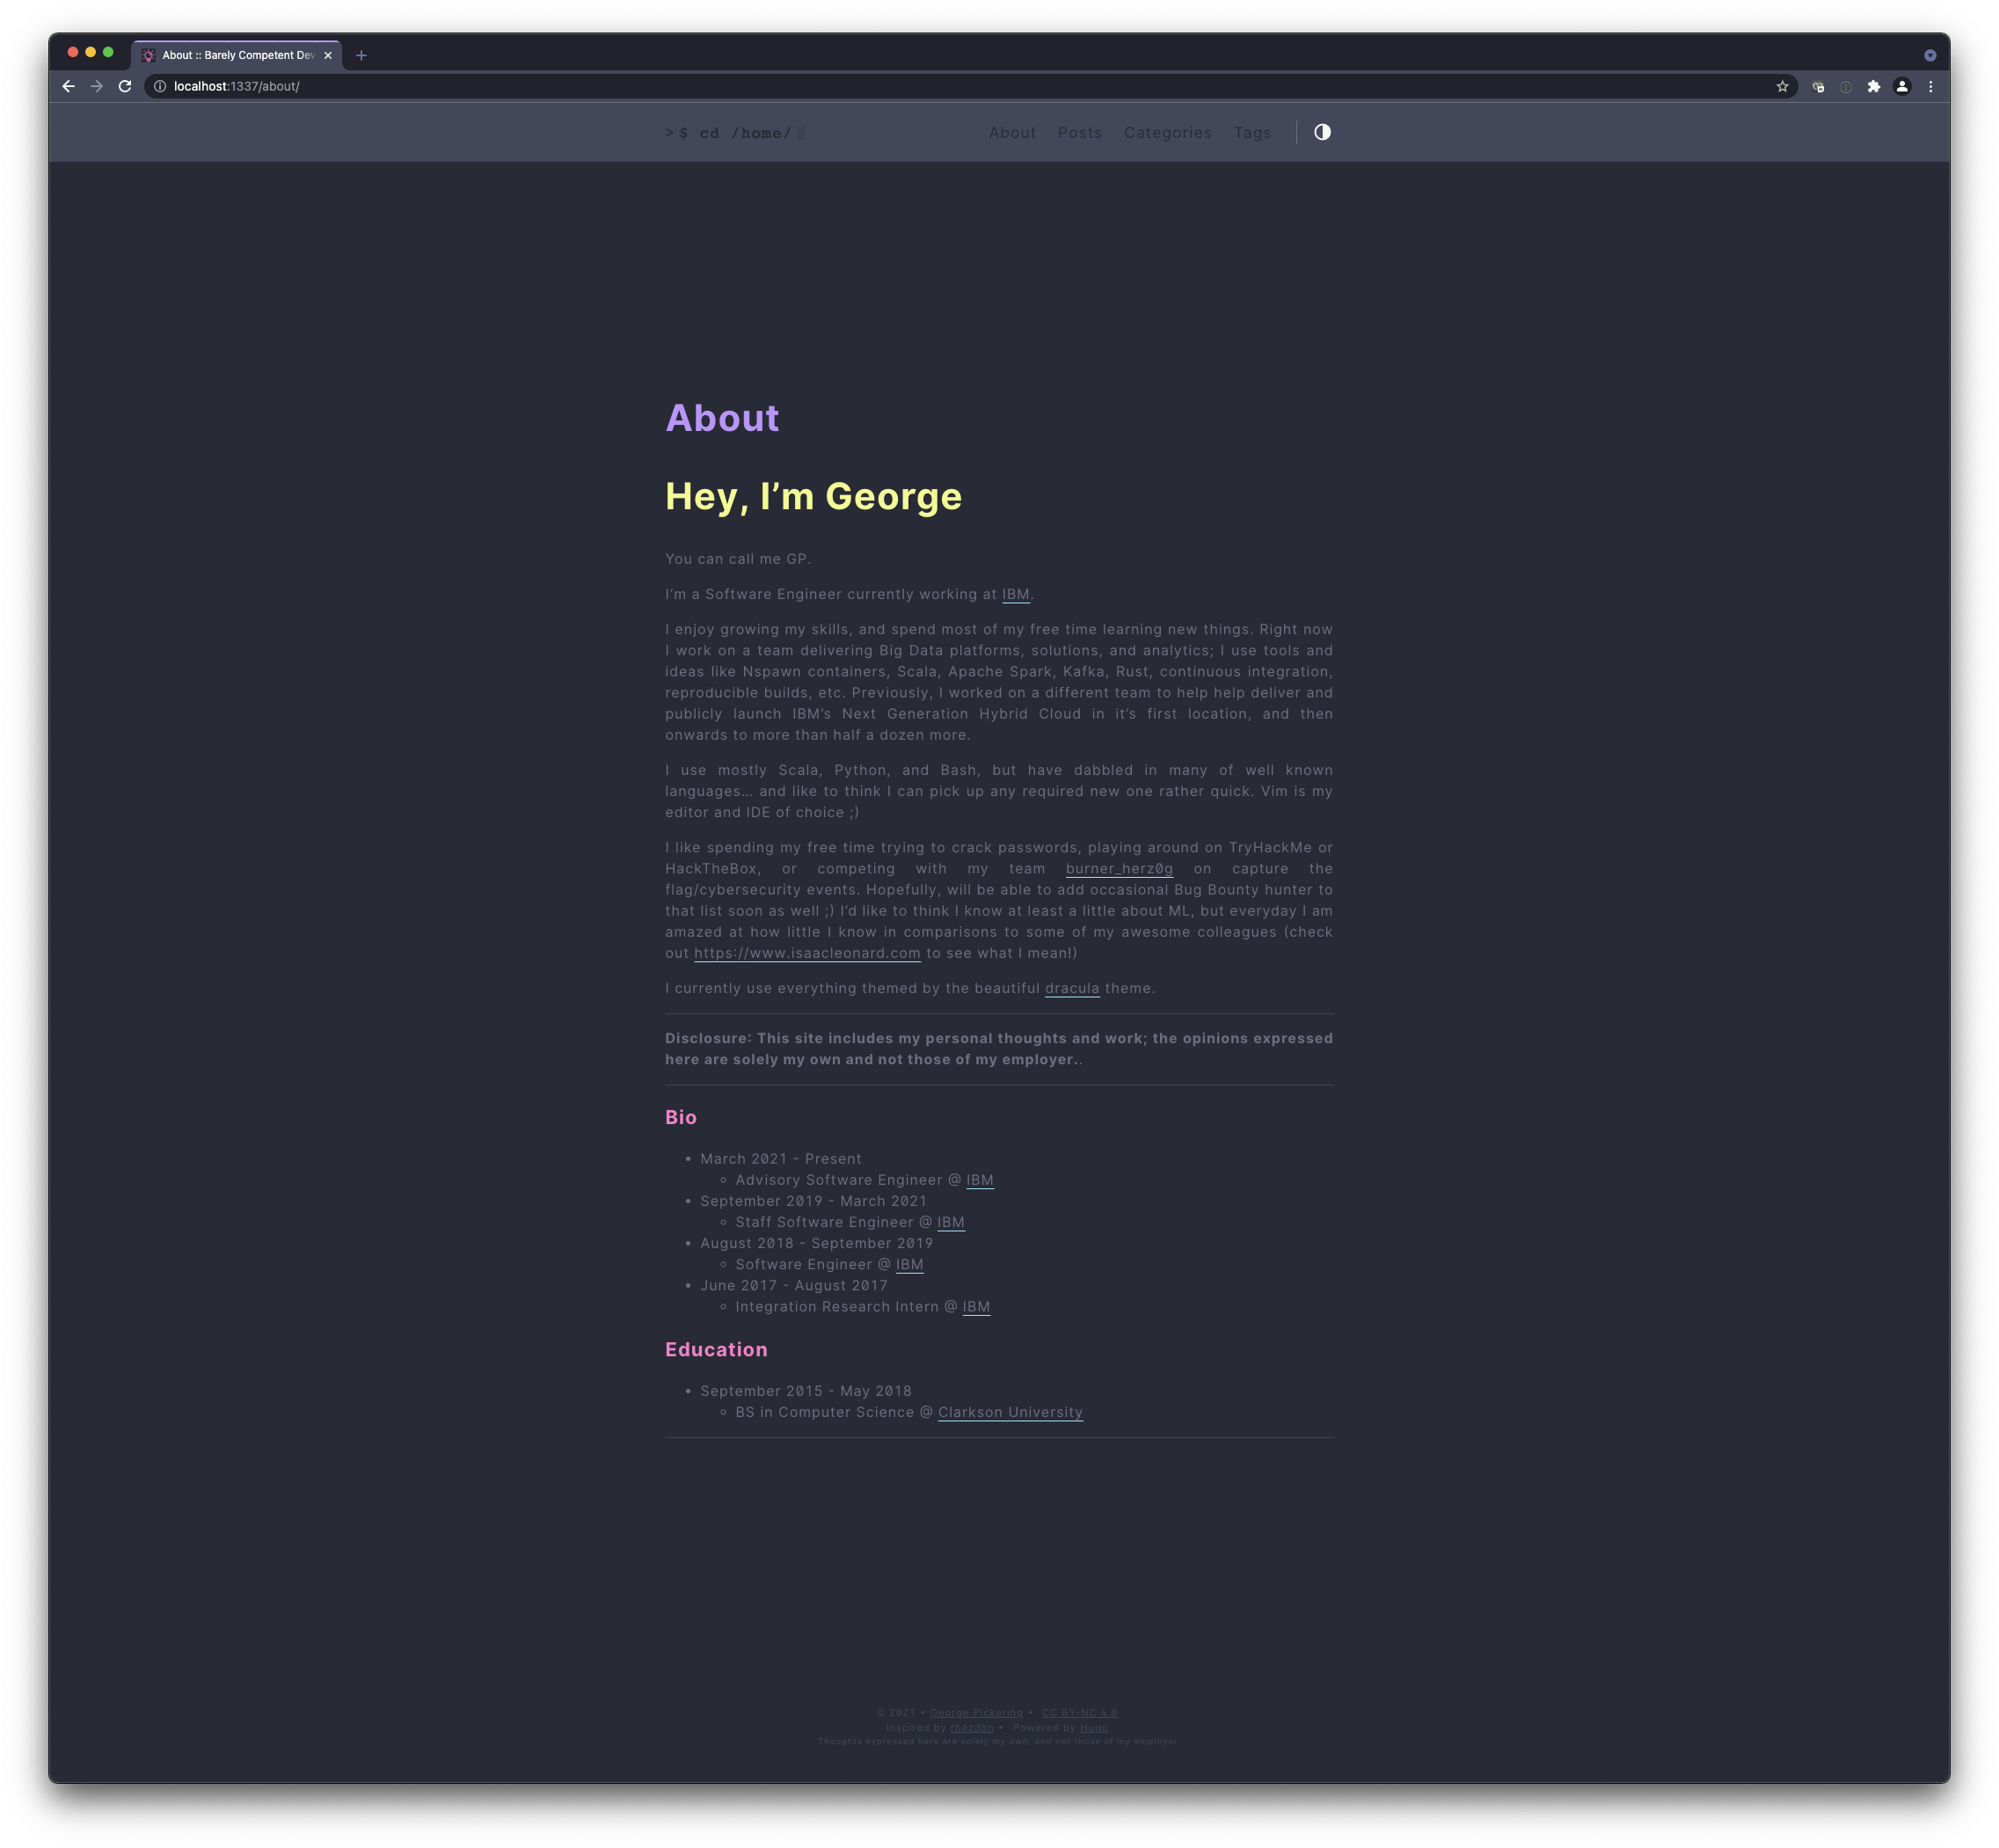 About :: Barely Competent Dev
localhost:1337/about/
>$ cd /home/
About Posts Categories Tags
About
Hey, I’m George
You can call me GP.
I’m a Software Engineer currently working at IBM.
I enjoy growing my skills, and spend most of my free time learning new things. Right now
I work on a team delivering Big Data platforms, solutions, and analytics; I use tools and
ideas like Nspawn containers, Scala, Apache Spark, Kafka, Rust, continuous integration,
reproducible builds, etc. Previously, I worked on a different team to help help deliver and
publicly launch IBM’s Next Generation Hybrid Cloud in it’s first location, and then
onwards to more than half a dozen more.
I use mostly Scala, Python, and Bash, but have dabbled in many of well known
languages… and like to think I can pick up any required new one rather quick. Vim is my
editor and IDE of choice ;)
I like spending my free time trying to crack passwords, playing around on TryHackMe or
HackTheBox, or competing with my team burner_herz0g on capture the
flag/cybersecurity events. Hopefully, will be able to add occasional Bug Bounty hunter to
that list soon as well ;) I’d like to think I know at least a little about ML, but everyday I am
amazed at how little I know in comparisons to some of my awesome colleagues (check
out https://www.isaacleonard.com to see what I mean!)
I currently use everything themed by the beautiful dracula theme.
Disclosure: This site includes my personal thoughts and work; the opinions expressed
here are solely my own and not those of my employer..
Bio
• March 2021 - Present
◦ Advisory Software Engineer @ IBM
• September 2019 - March 2021
◦ Staff Software Engineer @ IBM
• August 2018 - September 2019
◦ Software Engineer @ IBM
• June 2017 - August 2017
◦ Integration Research Intern @ IBM
Education
• September 2015 - May 2018
◦ BS in Computer Science @ Clarkson University
© 2021 • George Pickering • CC BY-NC 4.0
Inspired by rhazdon • Powered by Hugo
Thoughts expressed here are solely my own, and not those of my employer.